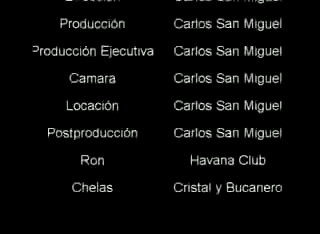 Producción Carlos San Miguel
Producción Ejecutiva Carlos San Miguel
Camara Carlos San Miguel
Locación Carlos San Miguel
Postproducción Carlos San Miguel
Ron Havana Club
Chelas Cristal y Bucanero